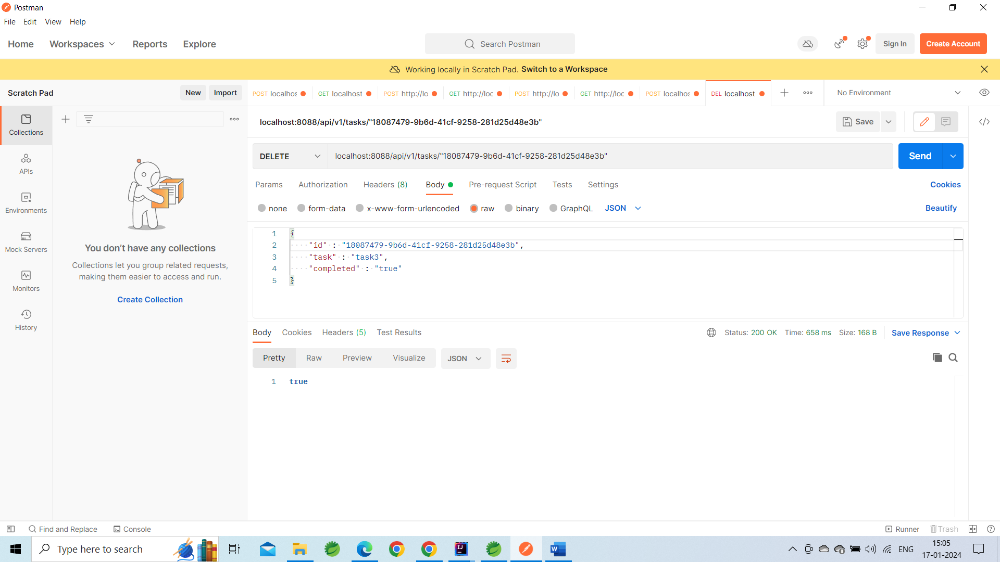 Postman
File Edit View Help
Home Workspaces Reports Explore Search Postman Sign In Create Account
Working locally in Scratch Pad. Switch to a Workspace
Scratch Pad New Import POST localhos GET localhost POST http://lo GET http://loc POST http://lo GET http://loc POST localhos DEL localhost No Environment
localhost:8088/api/v1/tasks/"18087479-9b6d-41cf-9258-281d25d48e3b" Save
Collections
DELETE localhost:8088/api/v1/tasks/"18087479-9b6d-41cf-9258-281d25d48e3b" Send
APIs
Params Authorization Headers (8) Body Pre-request Script Tests Settings Cookies
Environments
none form-data x-www-form-urlencoded raw binary GraphQL JSON Beautify
1 {
2 "id" : "18087479-9b6d-41cf-9258-281d25d48e3b",
3 "task" : "task3",
4 "completed" : "true"
5 }
Mock Servers
You don't have any collections
Collections let you group related requests,
making them easier to access and run.
Create Collection
Monitors
History
Body Cookies Headers (5) Test Results Status: 200 OK Time: 658 ms Size: 168 B Save Response
Pretty Raw Preview Visualize JSON
1 true
Find and Replace Console Runner Trash
Type here to search ENG 15:05
17-01-2024